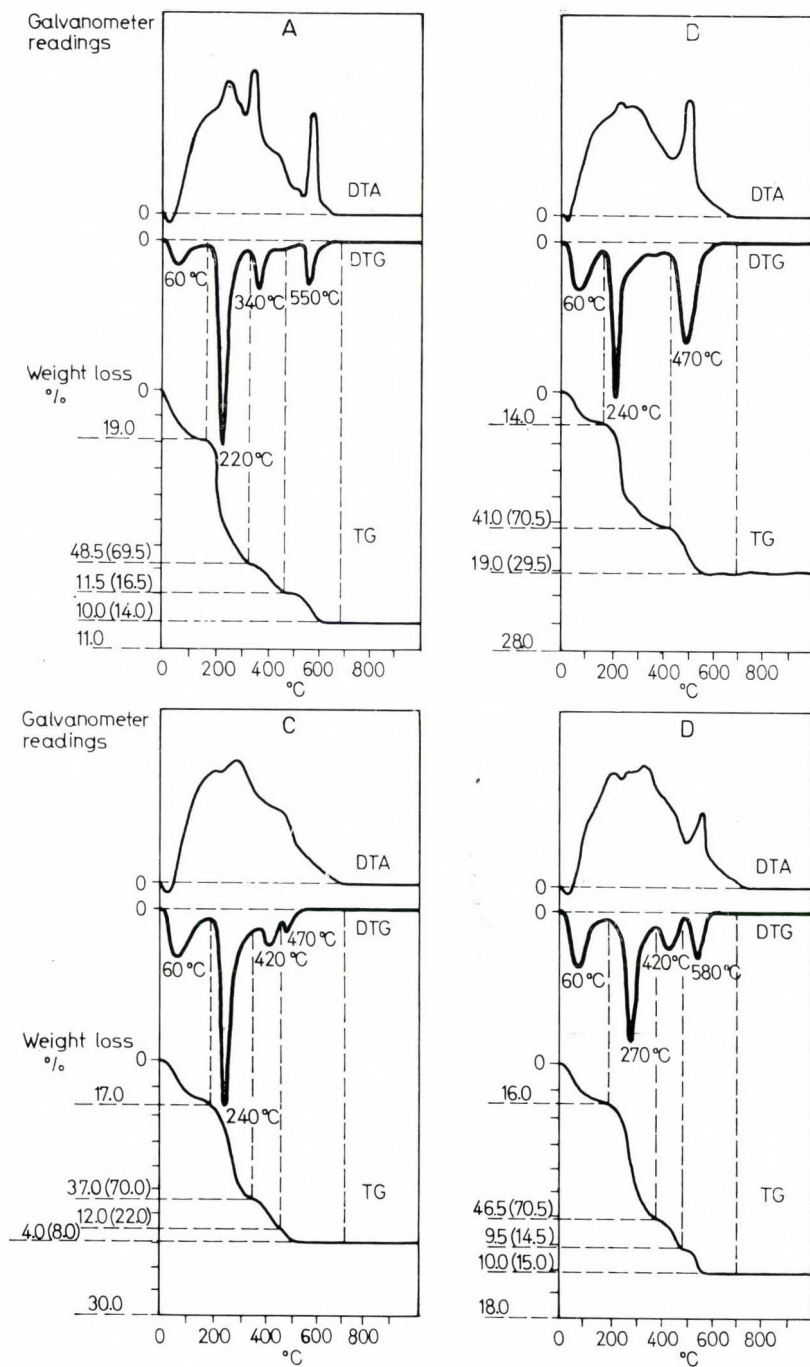 Galvanometer
readings
A
DTA
0
0
DTG
60°C
340°C
550°C
Weight loss
%
0
19.0
220°C
TG
48.5 (69.5)
11.5 (16.5)
10.0 (14.0)
11.0
0 200 400 600 800
°C
B
DTA
0
0
DTG
60°C
470°C
0
240°C
14.0
41.0 (70.5)
TG
19.0 (29.5)
28.0
0 200 400 600 800
°C
Galvanometer
readings
C
DTA
0
0
DTG
470°C
60°C
420°C
Weight loss
%
0
17.0
240°C
TG
37.0 (70.0)
12.0 (22.0)
4.0 (8.0)
30.0
0 200 400 600 800
°C
D
DTA
0
0
DTG
60°C
420°C
580°C
270°C
0
16.0
TG
46.5 (70.5)
9.5 (14.5)
10.0 (15.0)
18.0
0 200 400 600 800
°C